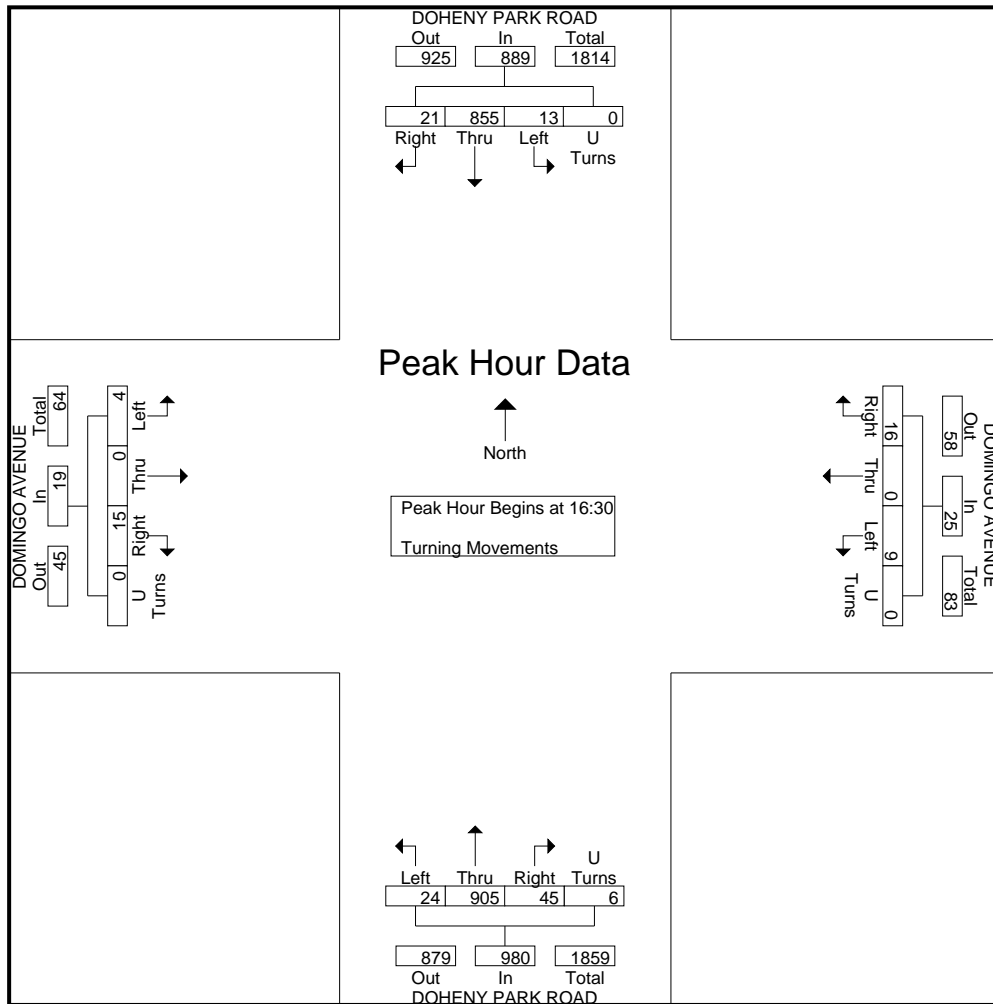 DOHENY PARK ROAD
Out In Total
925 889 1814
21 855 13 0
Right Thru Left U
Turns
Peak Hour Data
North
Peak Hour Begins at 16:30
Turning Movements
DOMINGO AVENUE
Out In Total
45 19 64
Left Thru Right U
Turns
4 0 15 0
DOMINGO AVENUE
Out In Total
58 25 83
16 0 9 0
Right Thru Left U
Turns
U
Left Thru Right Turns
24 905 45 6
879 980 1859
Out In Total
DOHENY PARK ROAD